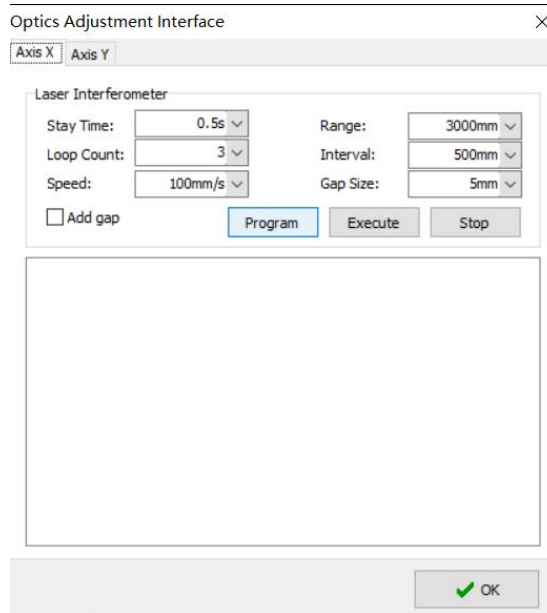 Optics Adjustment Interface
Axis X Axis Y
Laser Interferometer
Stay Time: 0.5s Range: 3000mm
Loop Count: 3 Interval: 500mm
Speed: 100mm/s Gap Size: 5mm
Add gap Program Execute Stop
OK